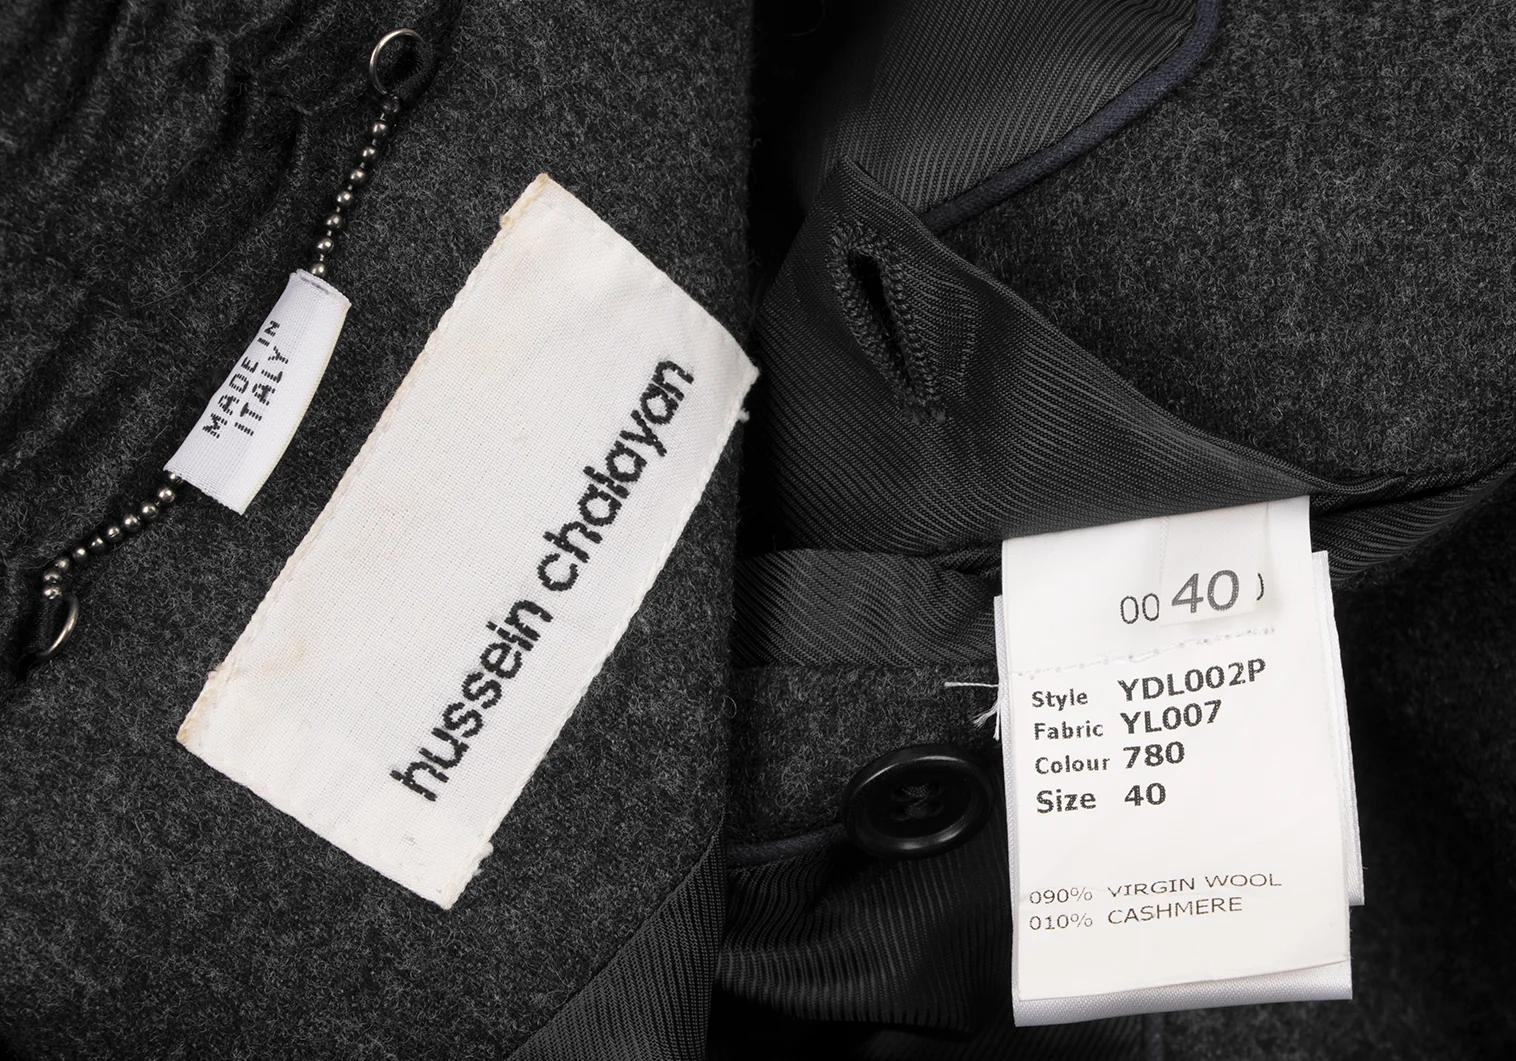 MADE IN
ITALY
hussein chalayan
00
40
Style YDL002P
Fabric YL007
Colour 780
Size 40
090% VIRGIN WOOL
010% CASHMERE